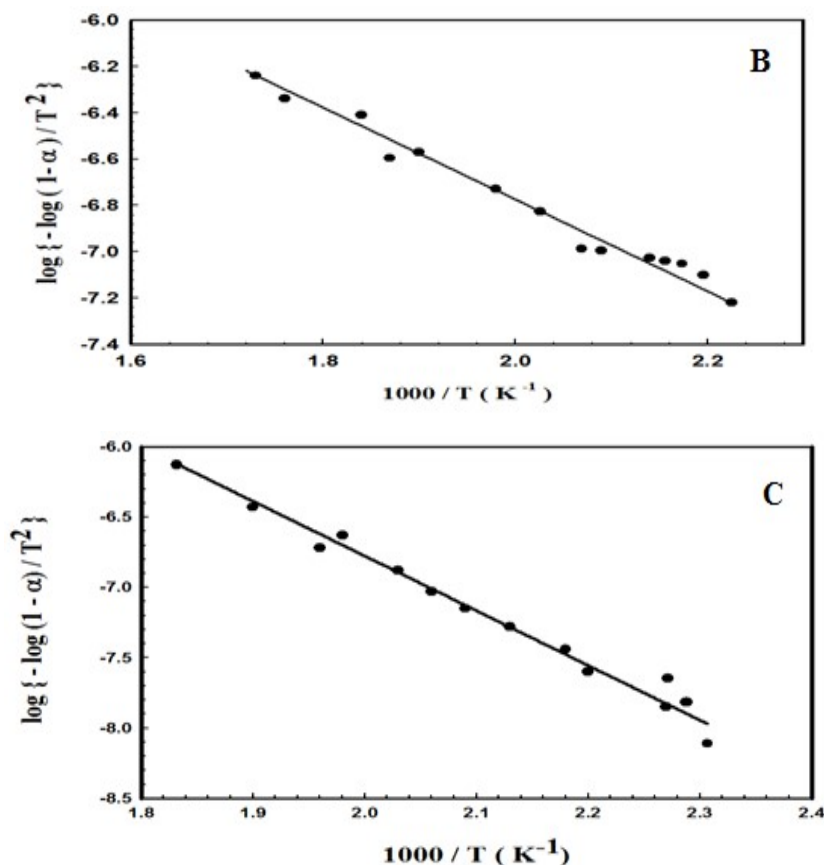 -6.0
B
-6.2
-6.4
-6.6
-6.8
-7.0
-7.2
-7.4
log{-log(1-α)/T²}
1.6 1.8 2.0 2.2
1000 / T ( K⁻¹ )
-6.0
C
-6.5
-7.0
-7.5
-8.0
-8.5
log{-log(1-α)/T²}
1.8 1.9 2.0 2.1 2.2 2.3 2.4
1000 / T ( K⁻¹)